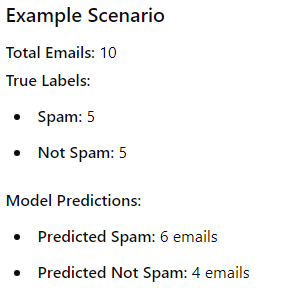 Example Scenario
Total Emails: 10
True Labels:
• Spam: 5
• Not Spam: 5
Model Predictions:
• Predicted Spam: 6 emails
• Predicted Not Spam: 4 emails